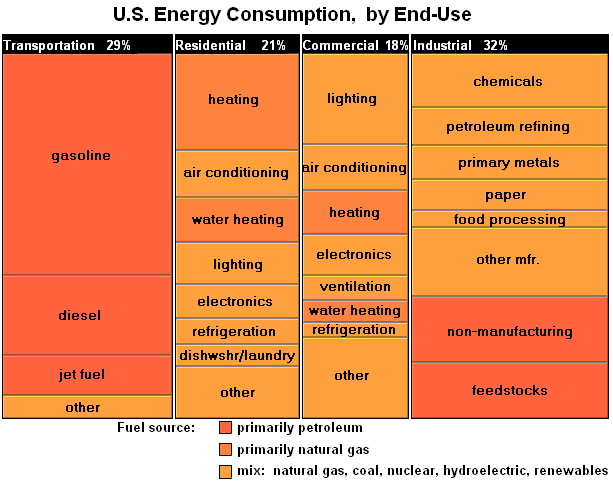 U.S. Energy Consumption, by End-Use
Transportation 29%
gasoline
diesel
jet fuel
other
Residential 21%
heating
air conditioning
water heating
lighting
electronics
refrigeration
dishwshr/laundry
other
Commercial 18%
lighting
air conditioning
heating
electronics
ventilation
water heating
refrigeration
other
Industrial 32%
chemicals
petroleum refining
primary metals
paper
food processing
other mfr.
non-manufacturing
feedstocks
Fuel source: primarily petroleum
primarily natural gas
mix: natural gas, coal, nuclear, hydroelectric, renewables